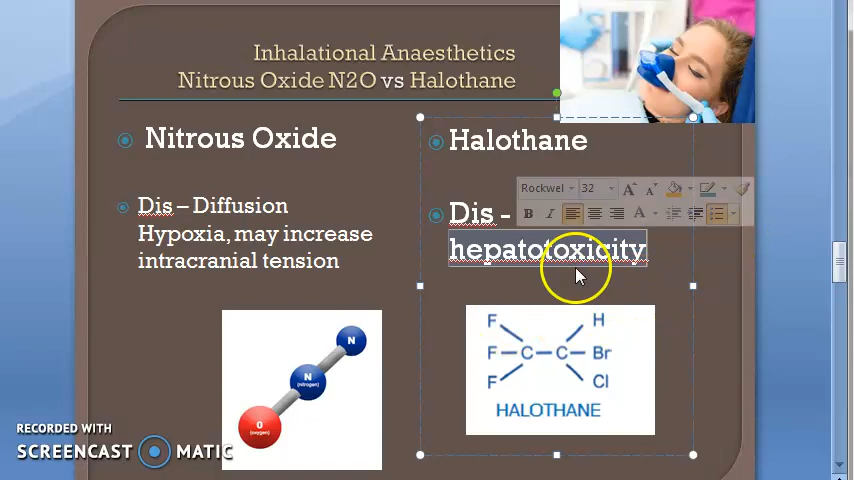 Inhalational Anaesthetics
Nitrous Oxide N2O vs Halothane
Nitrous Oxide
Dis – Diffusion
Hypoxia, may increase
intracranial tension
N
N
(nitrogen)
O
(oxygen)
Halothane
Dis -
hepatotoxicity
Rockwel
32
A
A
B
I
A
F
H
F
C
C
Br
F
Cl
HALOTHANE
RECORDED WITH
SCREENCAST
MATIC